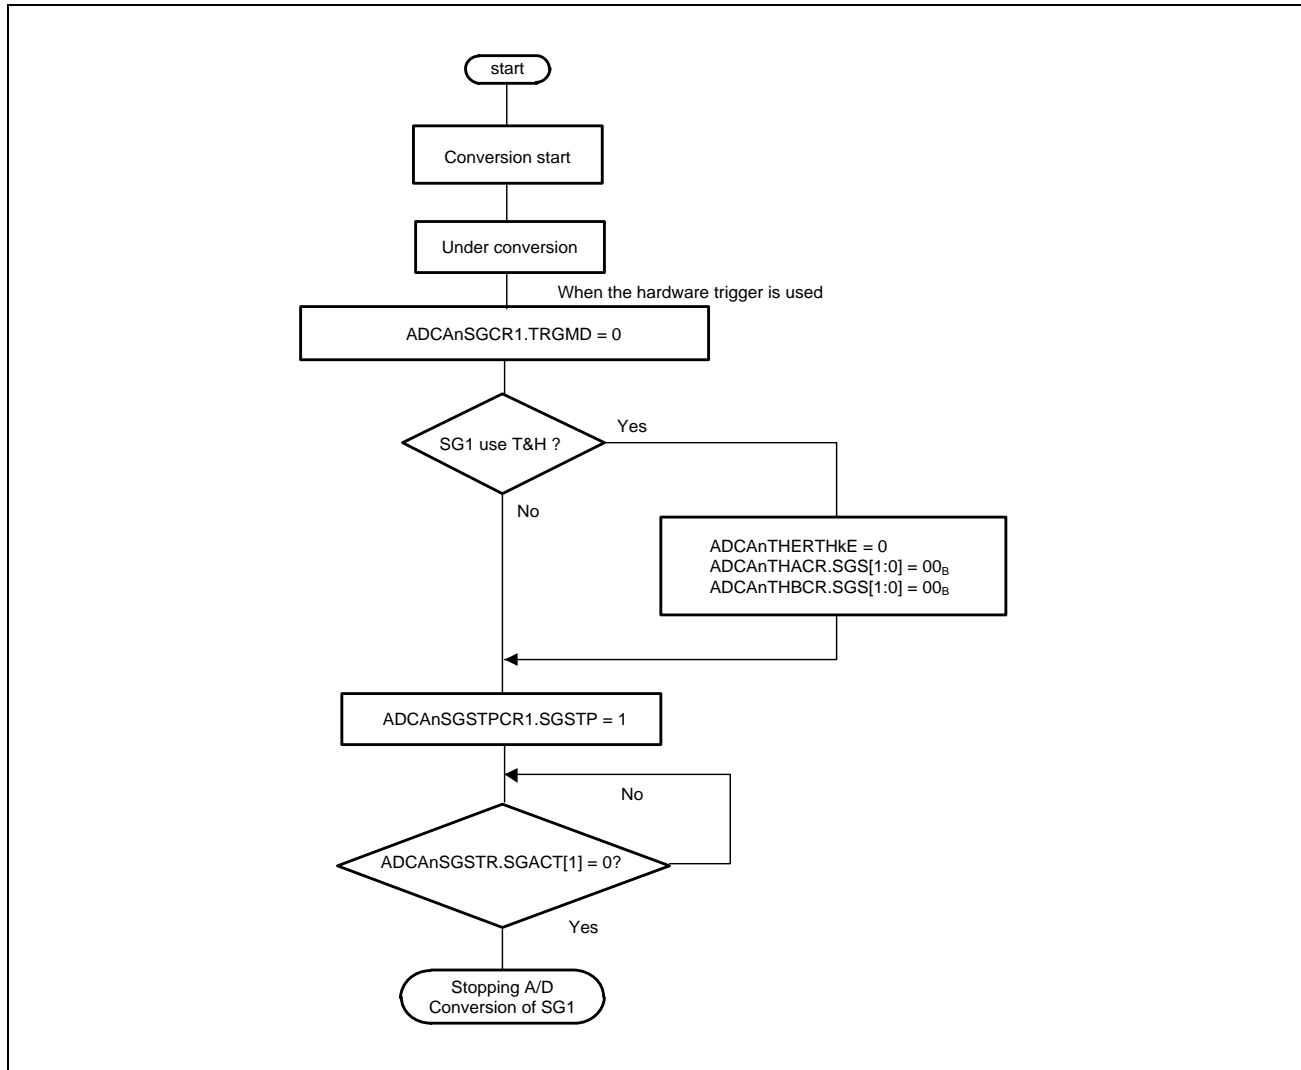 start
Conversion start
Under conversion
When the hardware trigger is used
ADCAnSGCR1.TRGMD = 0
SG1 use T&H ?
Yes
No
ADCAnTHERTHkE = 0
ADCAnTHACR.SGS[1:0] = 00B
ADCAnTHBCR.SGS[1:0] = 00B
ADCAnSGSTPCR1.SGSTP = 1
No
ADCAnSGSTR.SGACT[1] = 0?
Yes
Stopping A/D
Conversion of SG1